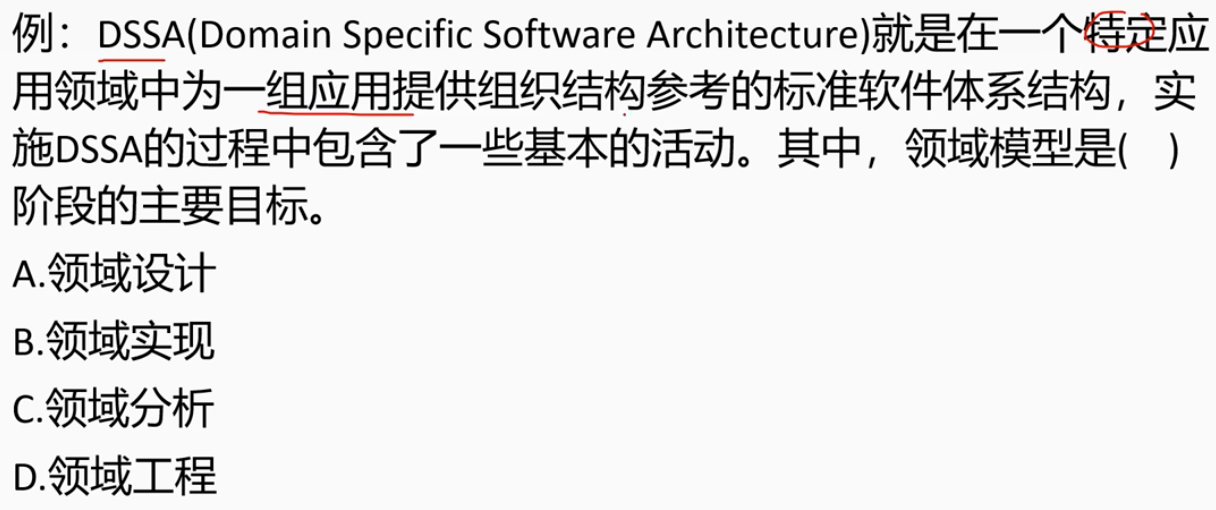 例：DSSA(Domain Specific Software Architecture)就是在一个特定应
用领域中为一组应用提供组织结构参考的标准软件体系结构，实
施DSSA的过程中包含了一些基本的活动。其中，领域模型是( )
阶段的主要目标。
A.领域设计
B.领域实现
C.领域分析
D.领域工程